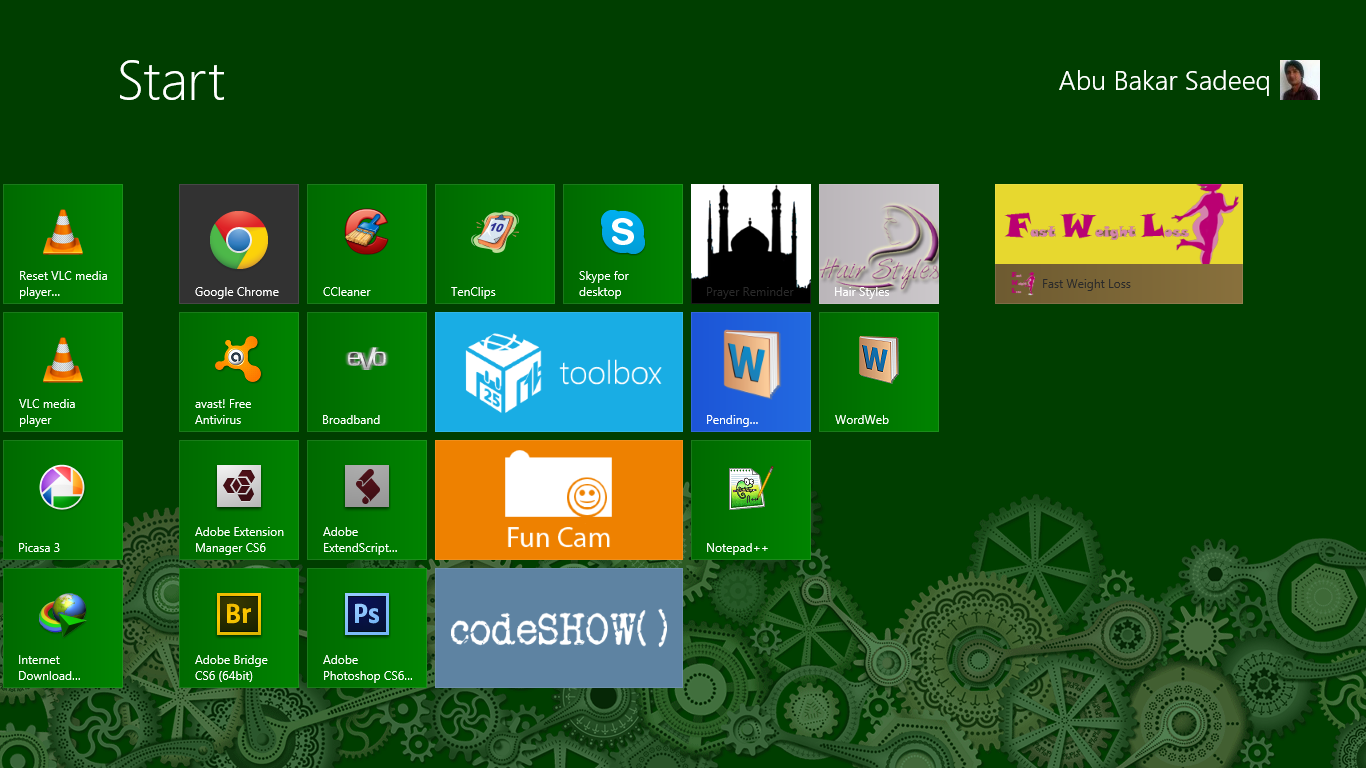 Start
Abu Bakar Sadeeq
Reset VLC media
player...
Google Chrome
CCleaner
10
TenClips
S
Skype for
desktop
Prayer Reminder
Hair Styles
Hair Styles
Fast Weight Loss
Fast Weight Loss
VLC media
player
a
avast! Free
Antivirus
evo
Broadband
25
toolbox
W
Pending...
W
WordWeb
Picasa 3
Adobe Extension
Manager CS6
Adobe
ExtendScript...
Fun Cam
Notepad++
Internet
Download...
Br
Adobe Bridge
CS6 (64bit)
Ps
Adobe
Photoshop CS6...
codeSHOW()